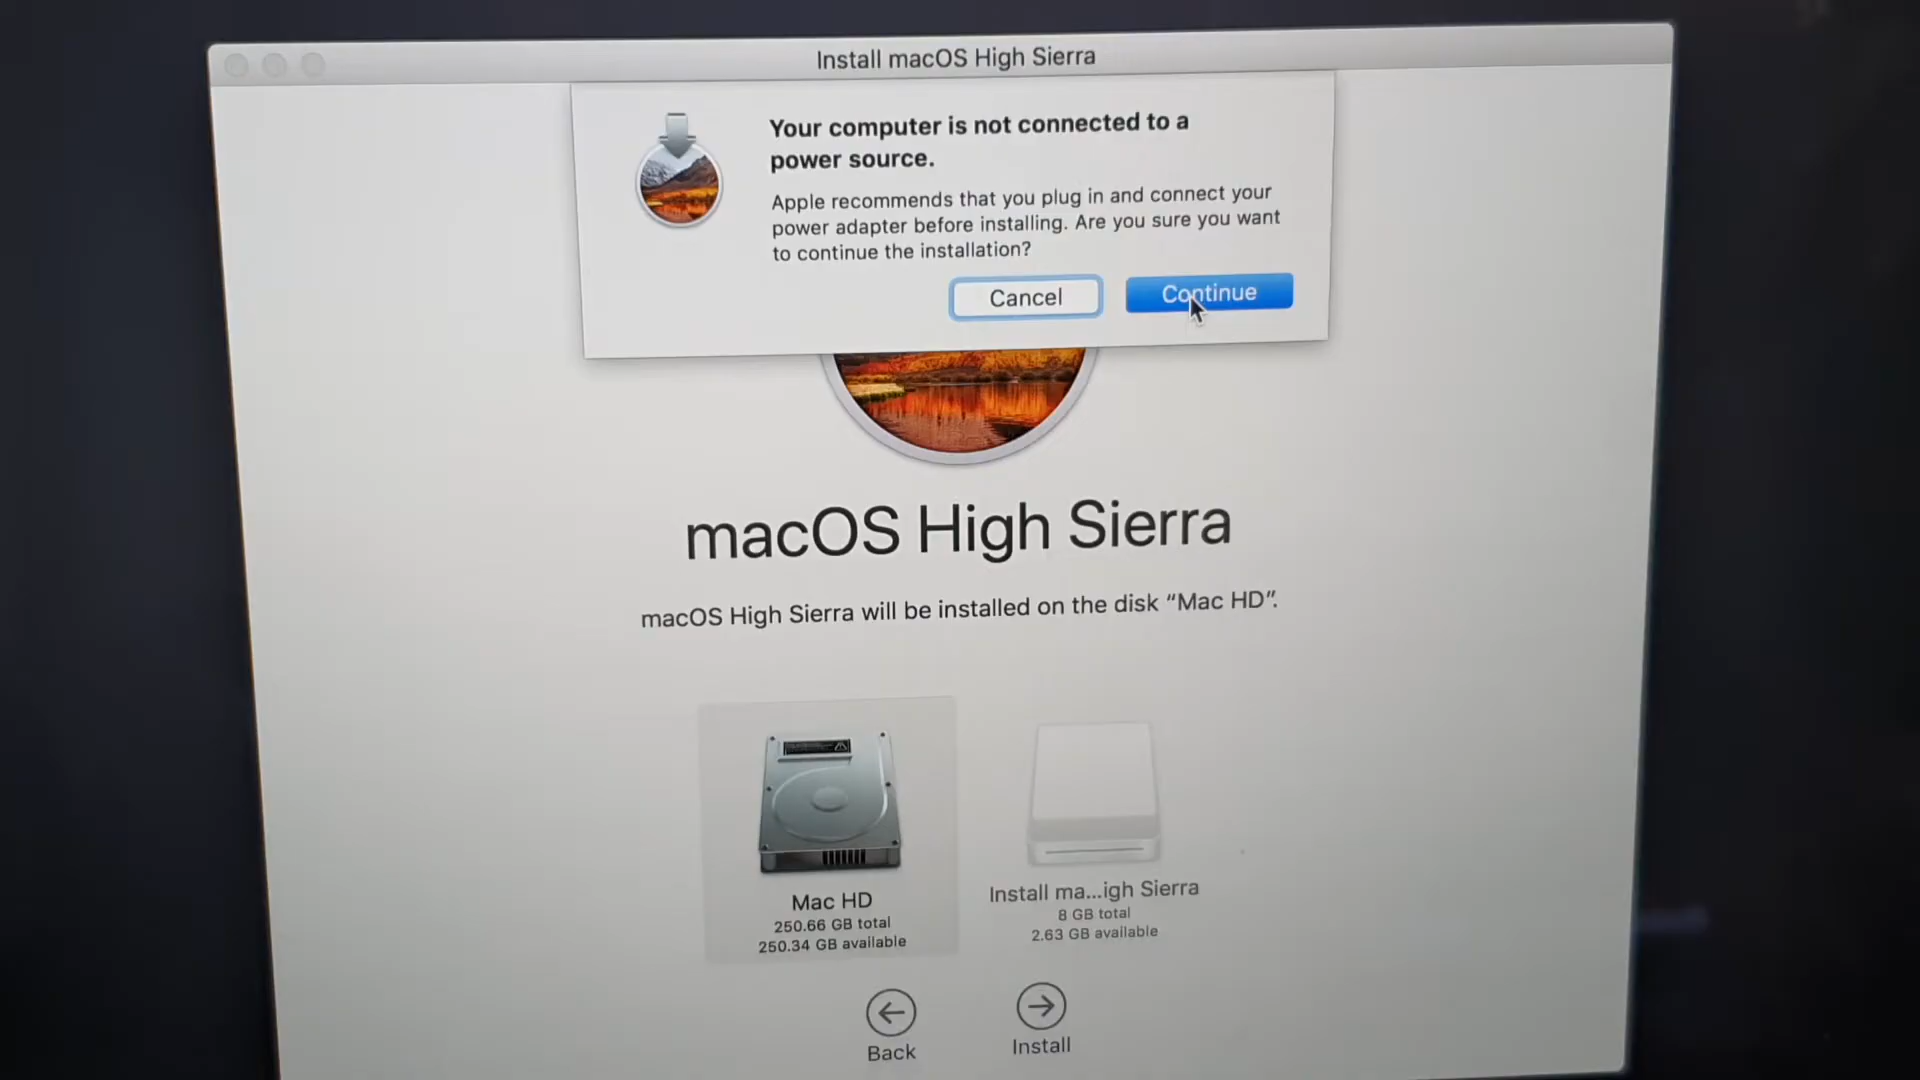 Install macOS High Sierra
Your computer is not connected to a
power source.
Apple recommends that you plug in and connect your
power adapter before installing. Are you sure you want
to continue the installation?
Cancel
Continue
macOS High Sierra
macOS High Sierra will be installed on the disk “Mac HD”.
Mac HD
250.66 GB total
250.34 GB available
Install ma...igh Sierra
8 GB total
2.63 GB available
Back
Install